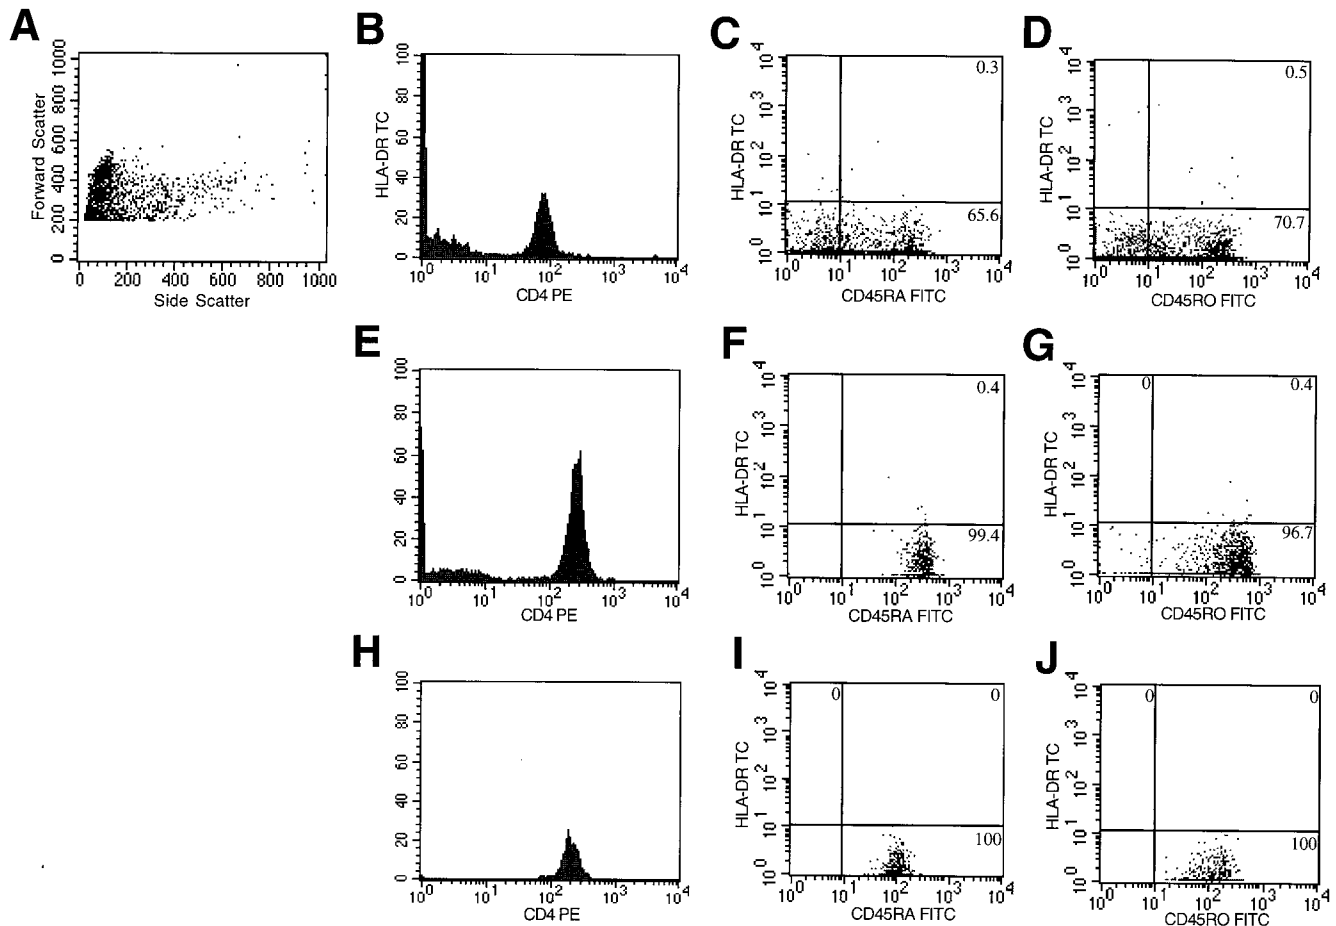 A
Forward Scatter
0 200 400 600 800 1000
0 200 400 600 800 1000
Side Scatter
B
HLA-DR TC
0 20 40 60 80 100
10^0 10^1 10^2 10^3 10^4
CD4 PE
C
HLA-DR TC
10^0 10^1 10^2 10^3 10^4
0.3
65.6
10^0 10^1 10^2 10^3 10^4
CD45RA FITC
D
HLA-DR TC
10^0 10^1 10^2 10^3 10^4
0.5
70.7
10^0 10^1 10^2 10^3 10^4
CD45RO FITC
E
0 20 40 60 80 100
10^0 10^1 10^2 10^3 10^4
CD4 PE
F
HLA-DR TC
10^0 10^1 10^2 10^3 10^4
0.4
99.4
10^0 10^1 10^2 10^3 10^4
CD45RA FITC
G
HLA-DR TC
10^0 10^1 10^2 10^3 10^4
0 0.4
96.7
10^0 10^1 10^2 10^3 10^4
CD45RO FITC
H
0 20 40 60 80 100
10^0 10^1 10^2 10^3 10^4
CD4 PE
I
HLA-DR TC
10^0 10^1 10^2 10^3 10^4
0 0
100
10^0 10^1 10^2 10^3 10^4
CD45RA FITC
J
HLA-DR TC
10^0 10^1 10^2 10^3 10^4
0 0
100
10^0 10^1 10^2 10^3 10^4
CD45RO FITC